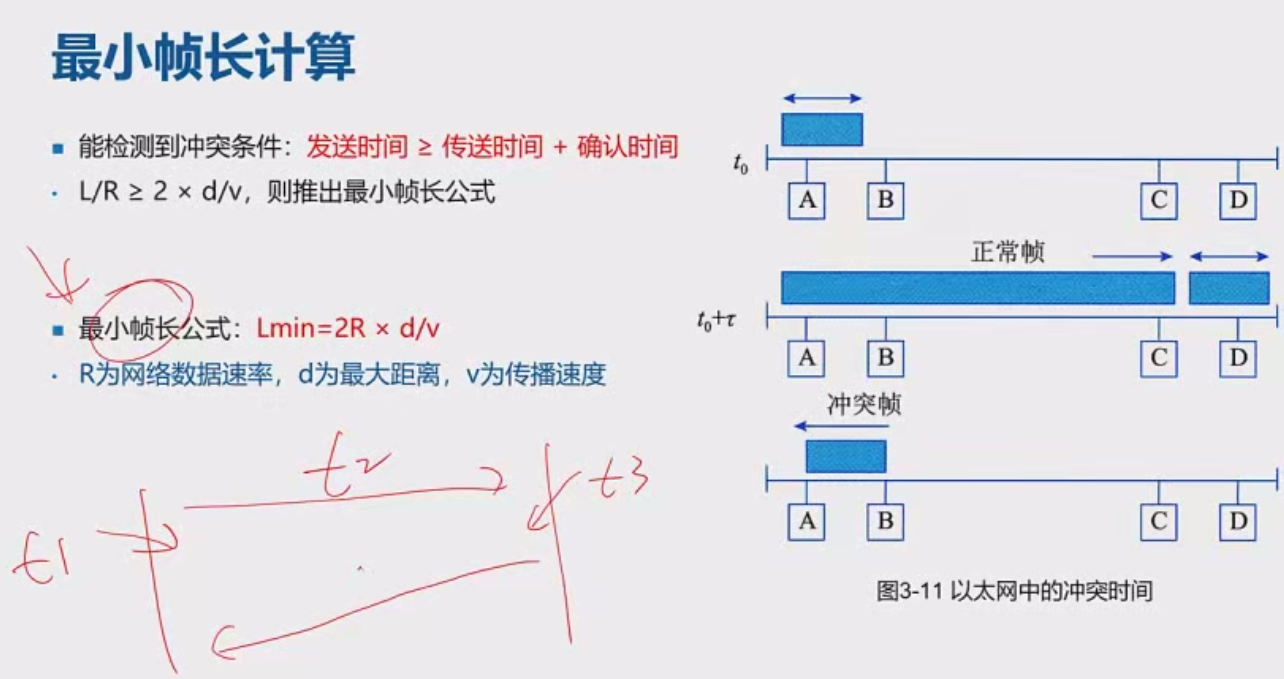 最小帧长计算
能检测到冲突条件：发送时间 ≥ 传送时间 + 确认时间
L/R ≥ 2 × d/v，则推出最小帧长公式
最小帧长公式：Lmin=2R × d/v
R为网络数据速率，d为最大距离，v为传播速度
t1
t2
t3
t₀
A B C D
正常帧
t₀+τ
A B C D
冲突帧
A B C D
图3-11 以太网中的冲突时间